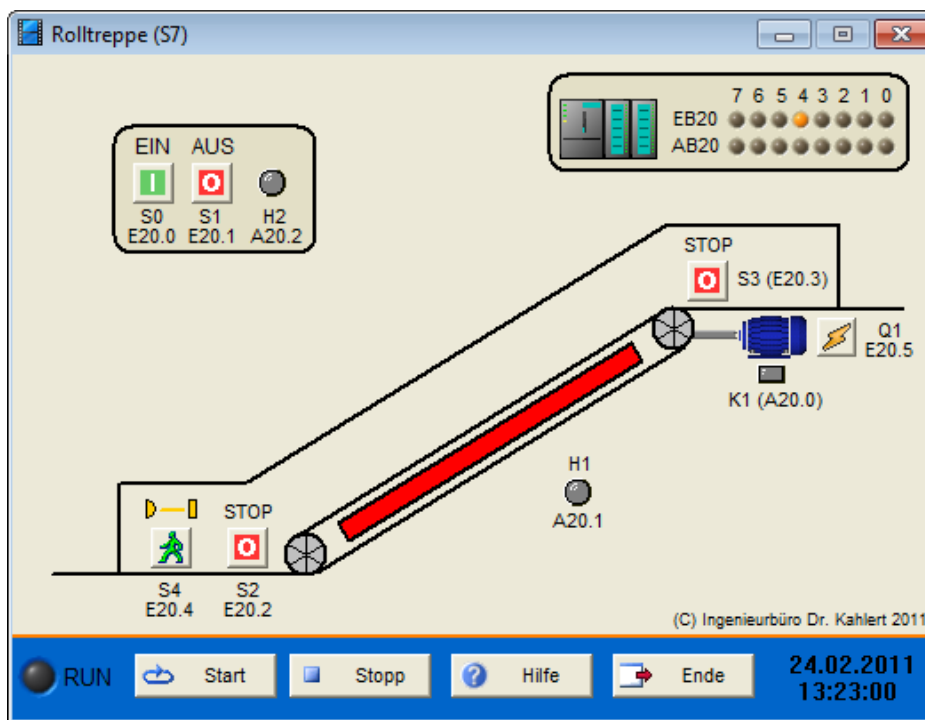 Rolltreppe (S7)
7 6 5 4 3 2 1 0
EB20
AB20
EIN AUS
S0 S1 H2
E20.0 E20.1 A20.2
STOP
S3 (E20.3)
Q1
E20.5
K1 (A20.0)
H1
A20.1
STOP
S4 S2
E20.4 E20.2
(C) Ingenieurbüro Dr. Kahlert 2011
RUN Start Stopp Hilfe Ende
24.02.2011
13:23:00